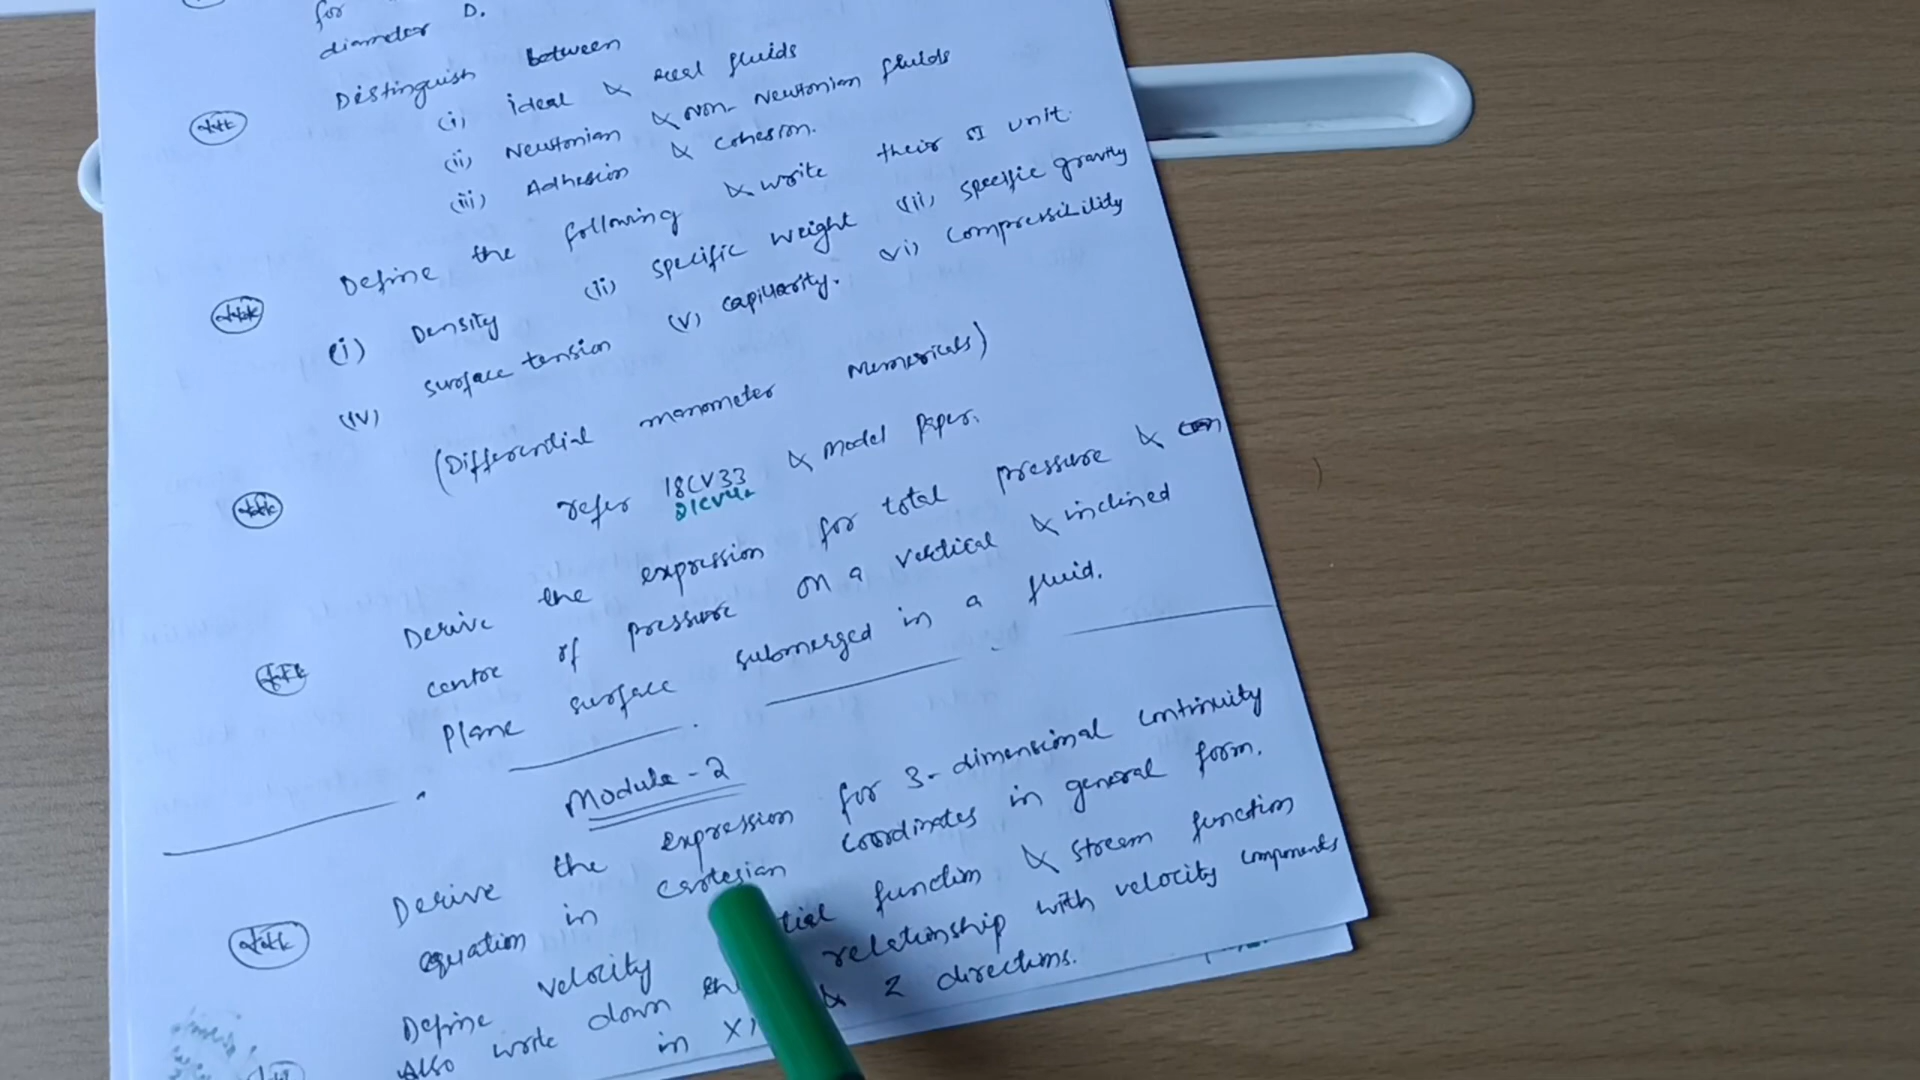 for
diameter D.
Distinguish between
(i) ideal & real fluids
(ii) Newtonian & Non-Newtonian fluids
(iii) Adhesion & cohesion.
Define the following & write their SI unit.
(i) Density (ii) specific weight (iii) specific gravity
(iv) surface tension (v) capillarity. (vi) compressibility
(Differential manometer Numericals)
refer 18CV33 & model paper.
21CV42
Derive the expression for total pressure &
centre of pressure on a vertical & inclined
plane surface submerged in a fluid.
Module-2
Derive the expression for 3-dimensional continuity
equation in cartesian coordinates in general form.
Define velocity tial function & stream function
Also write down relationship with velocity components
in X, & Z directions.